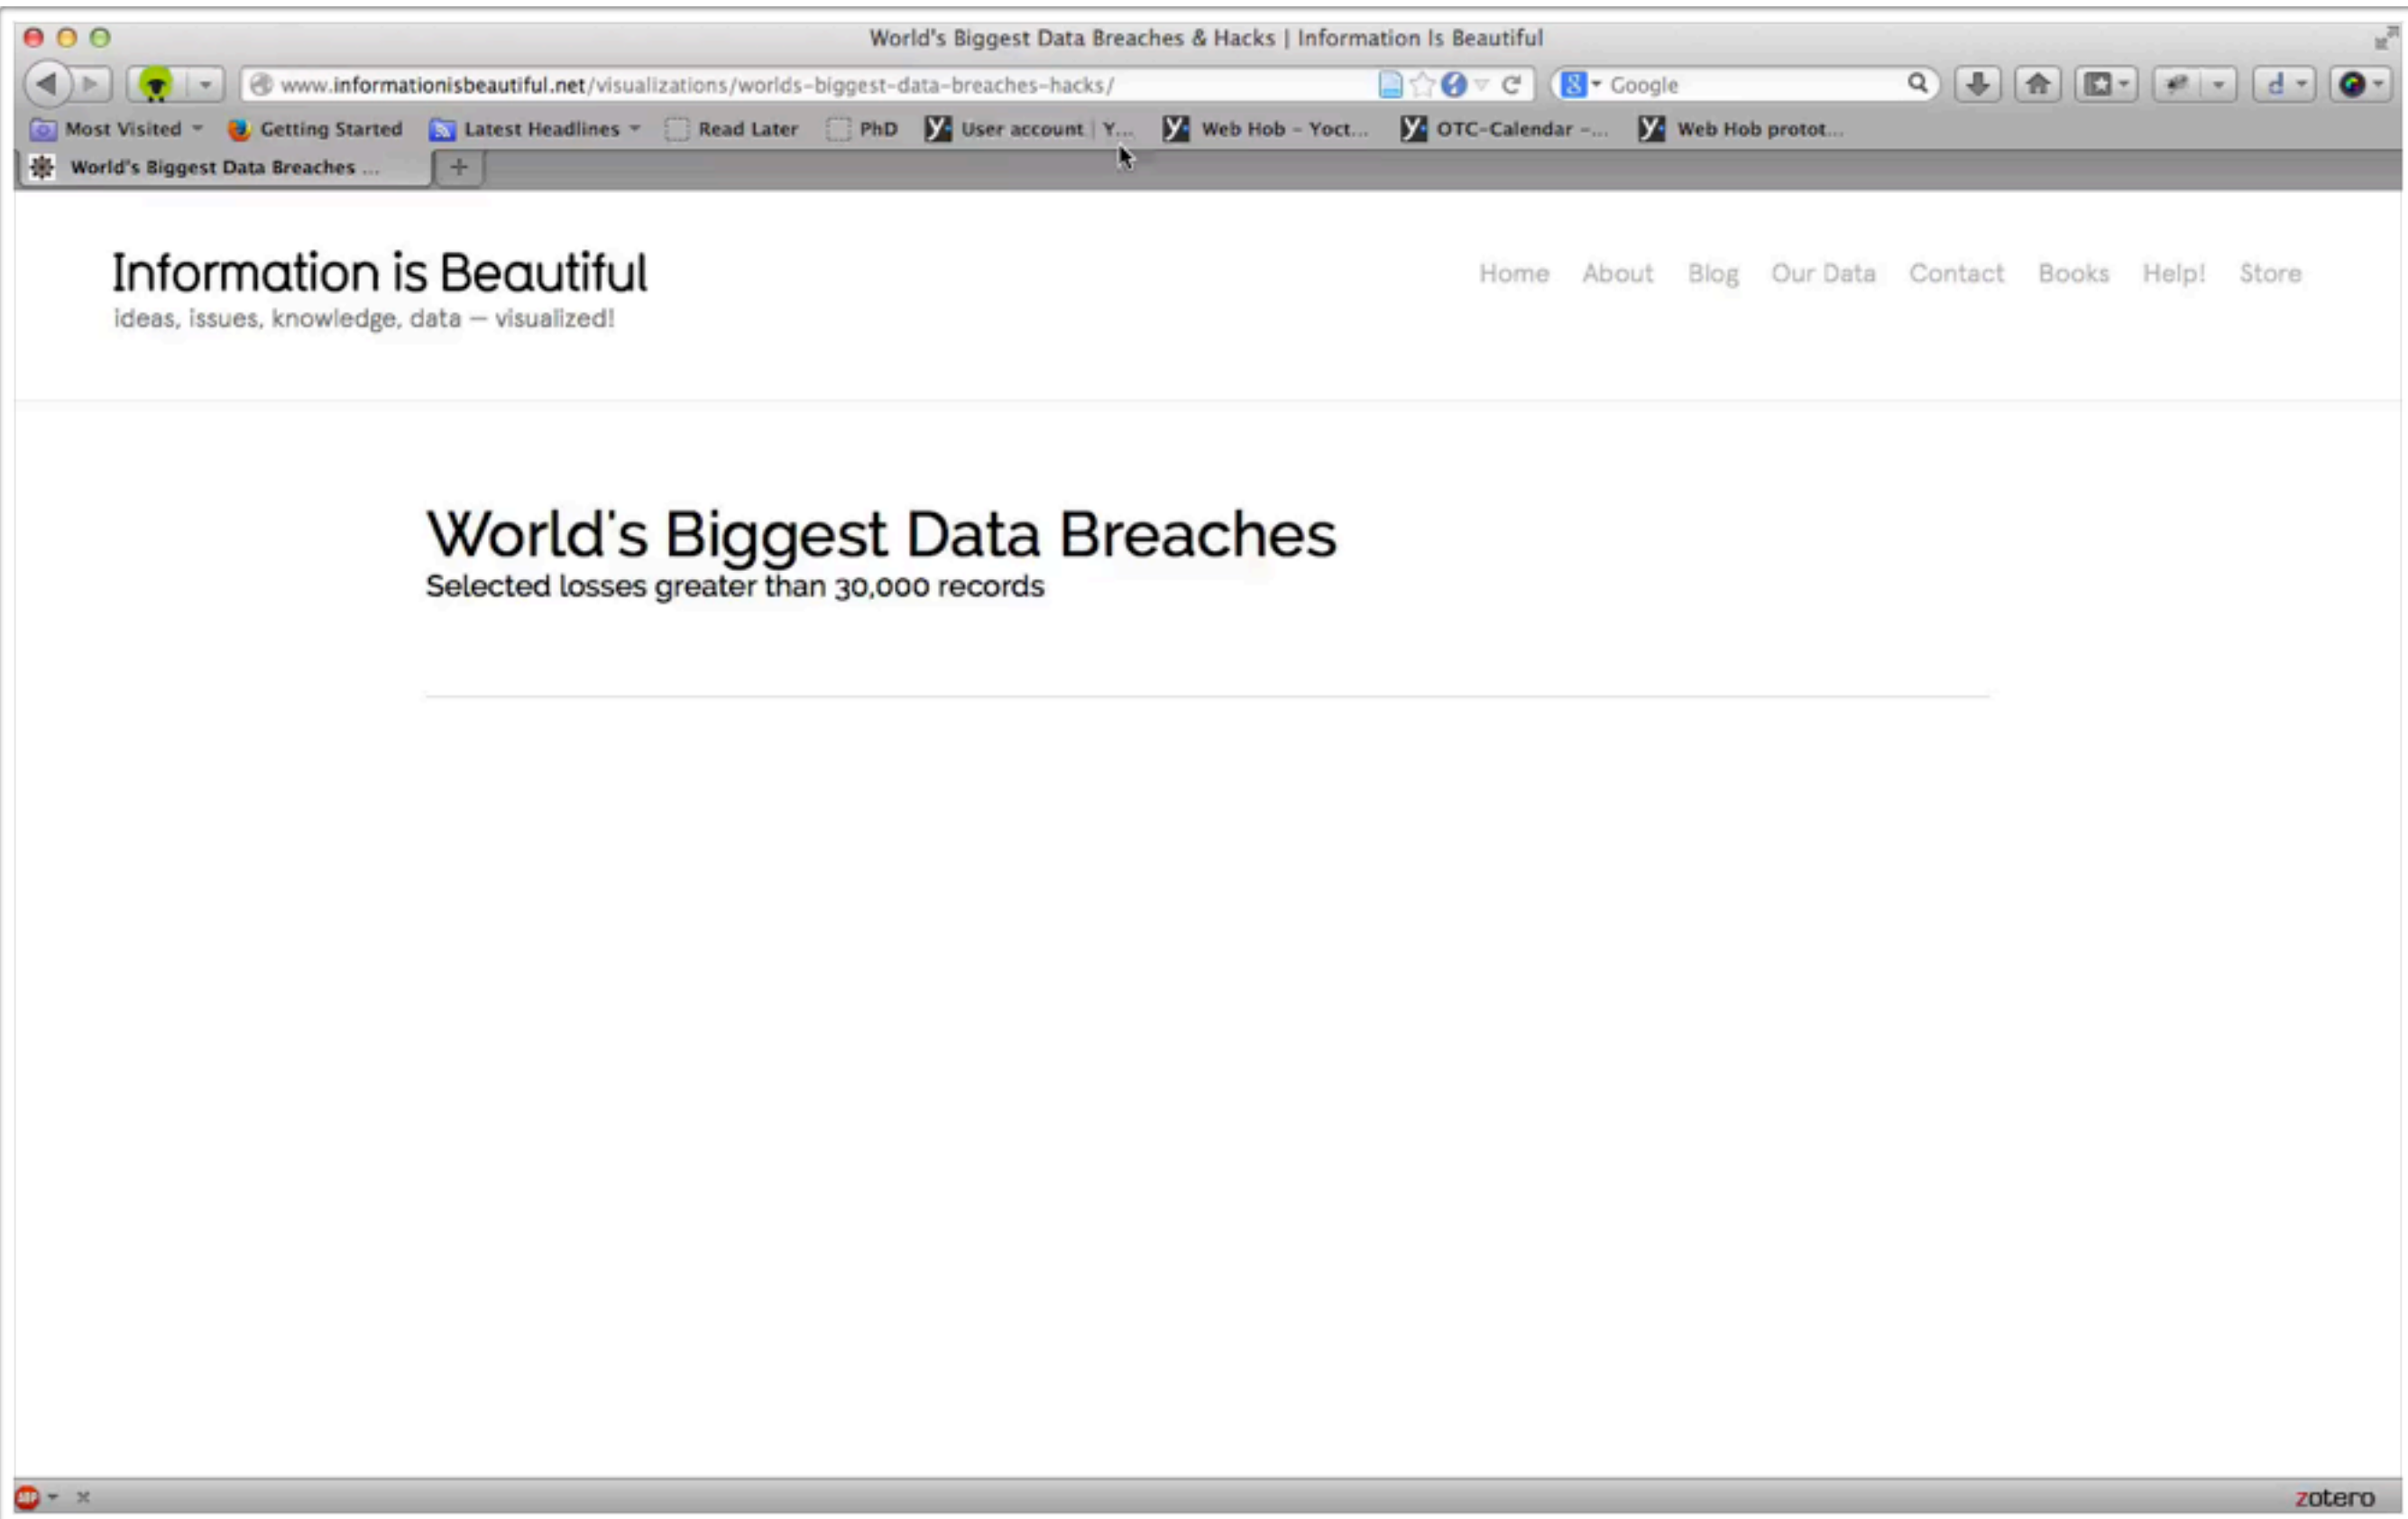 World's Biggest Data Breaches & Hacks | Information Is Beautiful
www.informationisbeautiful.net/visualizations/worlds-biggest-data-breaches-hacks/
Google
d
Most Visited Getting Started Latest Headlines Read Later PhD User account | Y... Web Hob - Yoct... OTC-Calendar -... Web Hob protot...
World's Biggest Data Breaches ...
Information is Beautiful
ideas, issues, knowledge, data — visualized!
Home About Blog Our Data Contact Books Help! Store
World's Biggest Data Breaches
Selected losses greater than 30,000 records
ABP
zotero